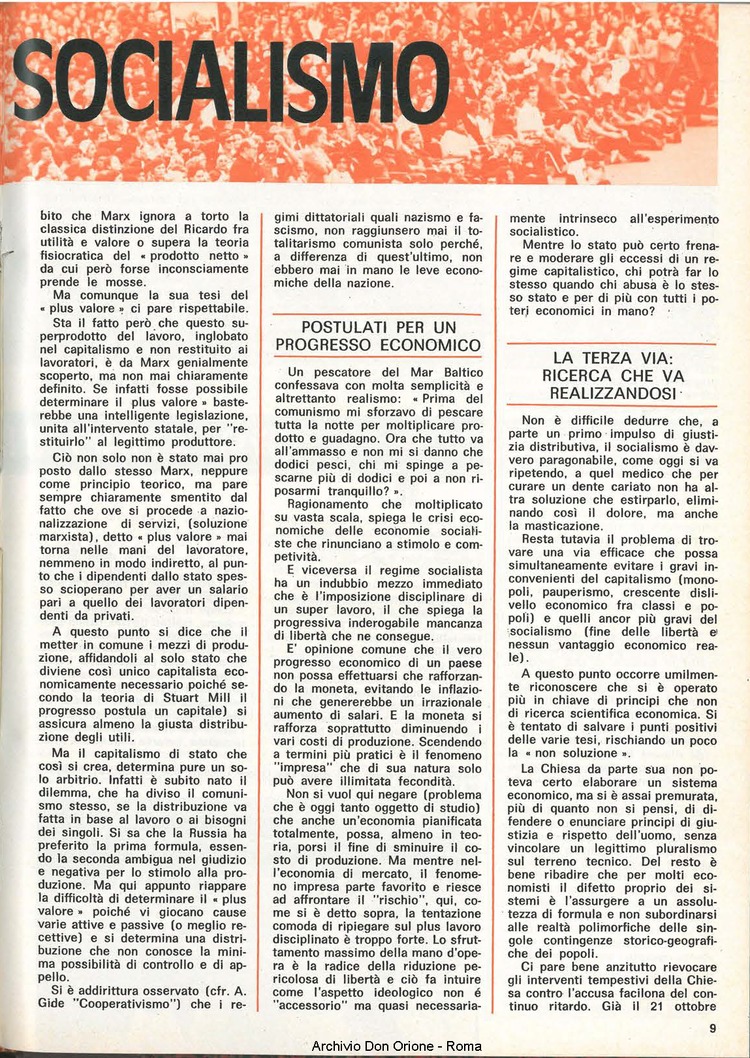 SOCIALISMO
bito che Marx ignora a torto la
classica distinzione del Ricardo fra
utilità e valore o supera la teoria
fisiocratica del « prodotto netto »
da cui però forse inconsciamente
prende le mosse.
Ma comunque la sua tesi del
« plus valore » ci pare rispettabile.
Sta il fatto però che questo su-
perprodotto del lavoro, inglobato
nel capitalismo e non restituito ai
lavoratori, è da Marx genialmente
scoperto, ma non mai chiaramente
definito. Se infatti fosse possibile
determinare il plus valore » baste-
rebbe una intelligente legislazione,
unita all'intervento statale, per "re-
stituirlo" al legittimo produttore.
Ciò non solo non è stato mai pro
posto dallo stesso Marx, neppure
come principio teorico, ma pare
sempre chiaramente smentito dal
fatto che ove si procede a nazio-
nalizzazione di servizi, (soluzione
marxista), detto « plus valore » mai
torna nelle mani del lavoratore,
nemmeno in modo indiretto, al pun-
to che i dipendenti dallo stato spes-
so scioperano per aver un salario
pari a quello dei lavoratori dipen-
denti da privati.
A questo punto si dice che il
metter in comune i mezzi di produ-
zione, affidandoli al solo stato che
diviene così unico capitalista eco-
nomicamente necessario poiché se-
condo la teoria di Stuart Mill il
progresso postula un capitale) si
assicura almeno la giusta distribu-
zione degli utili.
Ma il capitalismo di stato che
così si crea, determina pure un so-
lo arbitrio. Infatti è subito nato il
dilemma, che ha diviso il comuni-
smo stesso, se la distribuzione va
fatta in base al lavoro o ai bisogni
dei singoli. Si sa che la Russia ha
preferito la prima formula, essen-
do la seconda ambigua nel giudizio
e negativa per lo stimolo alla pro-
duzione. Ma qui appunto riappare
la difficoltà di determinare il « plus
valore » poiché vi giocano cause
varie attive e passive (o meglio re-
cettive) e si determina una distri-
buzione che non conosce la mini-
ma possibilità di controllo e di ap-
pello.
Si è addirittura osservato (cfr. A.
Gide "Cooperativismo") che i re-
gimi dittatoriali quali nazismo e fa-
scismo, non raggiunsero mai il to-
talitarismo comunista solo perché,
a differenza di quest'ultimo, non
ebbero mai in mano le leve econo-
miche della nazione.
POSTULATI PER UN
PROGRESSO ECONOMICO
Un pescatore del Mar Baltico
confessava con molta semplicità e
altrettanto realismo: « Prima del
comunismo mi sforzavo di pescare
tutta la notte per moltiplicare pro-
dotto e guadagno. Ora che tutto va
all'ammasso e non mi si danno che
dodici pesci, chi mi spinge a pe-
scarne più di dodici e poi a non ri-
posarmi tranquillo? ».
Ragionamento che moltiplicato
su vasta scala, spiega le crisi eco-
nomiche delle economie sociali-
ste che rinunciano a stimolo e com-
petività.
E viceversa il regime socialista
ha un indubbio mezzo immediato
che è l'imposizione disciplinare di
un super lavoro, il che spiega la
progressiva inderogabile mancanza
di libertà che ne consegue.
E' opinione comune che il vero
progresso economico di un paese
non possa effettuarsi che rafforzan-
do la moneta, evitando le inflazio-
ni che genererebbe un irrazionale
aumento di salari. E la moneta si
rafforza soprattutto diminuendo i
vari costi di produzione. Scendendo
a termini più pratici è il fenomeno
"impresa" che di sua natura solo
può avere illimitata fecondità.
Non si vuol qui negare (problema
che è oggi tanto oggetto di studio)
che anche un'economia pianificata
totalmente, possa, almeno in teo-
ria, porsi il fine di sminuire il co-
sto di produzione. Ma mentre nel-
l'economia di mercato, il fenome-
no impresa parte favorito e riesce
ad affrontare il "rischio", qui, co-
me si è detto sopra, la tentazione
comoda di ripiegare sul plus lavoro
disciplinato è troppo forte. Lo sfrut-
tamento massimo della mano d'ope-
ra è la radice della riduzione pe-
ricolosa di libertà e ciò fa intuire
come l'aspetto ideologico non é
"accessorio" ma quasi necessaria-
mente intrinseco all'esperimento
socialistico.
Mentre lo stato può certo frena-
re e moderare gli eccessi di un re-
gime capitalistico, chi potrà far lo
stesso quando chi abusa è lo stes-
so stato e per di più con tutti i po-
teri economici in mano?
LA TERZA VIA:
RICERCA CHE VA
REALIZZANDOSI
Non è difficile dedurre che, a
parte un primo impulso di giusti-
zia distributiva, il socialismo è dav-
vero paragonabile, come oggi si va
ripetendo, a quel medico che per
curare un dente cariato non ha al-
tra soluzione che estirparlo, elimi-
nando così il dolore, ma anche
la masticazione.
Resta tutavia il problema di tro-
vare una via efficace che possa
simultaneamente evitare i gravi in-
convenienti del capitalismo (mono-
poli, pauperismo, crescente disli-
vello economico fra classi e po-
poli) e quelli ancor più gravi del
socialismo (fine delle libertà e
nessun vantaggio economico rea-
le).
A questo punto occorre umilmen-
te riconoscere che si è operato
più in chiave di principi che non
di ricerca scientifica economica. Si
è tentato di salvare i punti positivi
delle varie tesi, rischiando un poco
la « non soluzione ».
La Chiesa da parte sua non po-
teva certo elaborare un sistema
economico, ma si è assai premurata,
più di quanto non si pensi, di di-
fendere o enunciare principi di giu-
stizia e rispetto dell'uomo, senza
vincolare un legittimo pluralismo
sul terreno tecnico. Del resto è
bene ribadire che per molti eco-
nomisti il difetto proprio dei si-
stemi è l'assurgere a un assolu-
tezza di formula e non subordinarsi
alle realtà polimorfiche delle sin-
gole contingenze storico-geografi-
che dei popoli.
Ci pare bene anzitutto rievocare
gli interventi tempestivi della Chie-
sa contro l'accusa facilona del con-
tinuo ritardo. Già il 21 ottobre
9
Archivio Don Orione - Roma